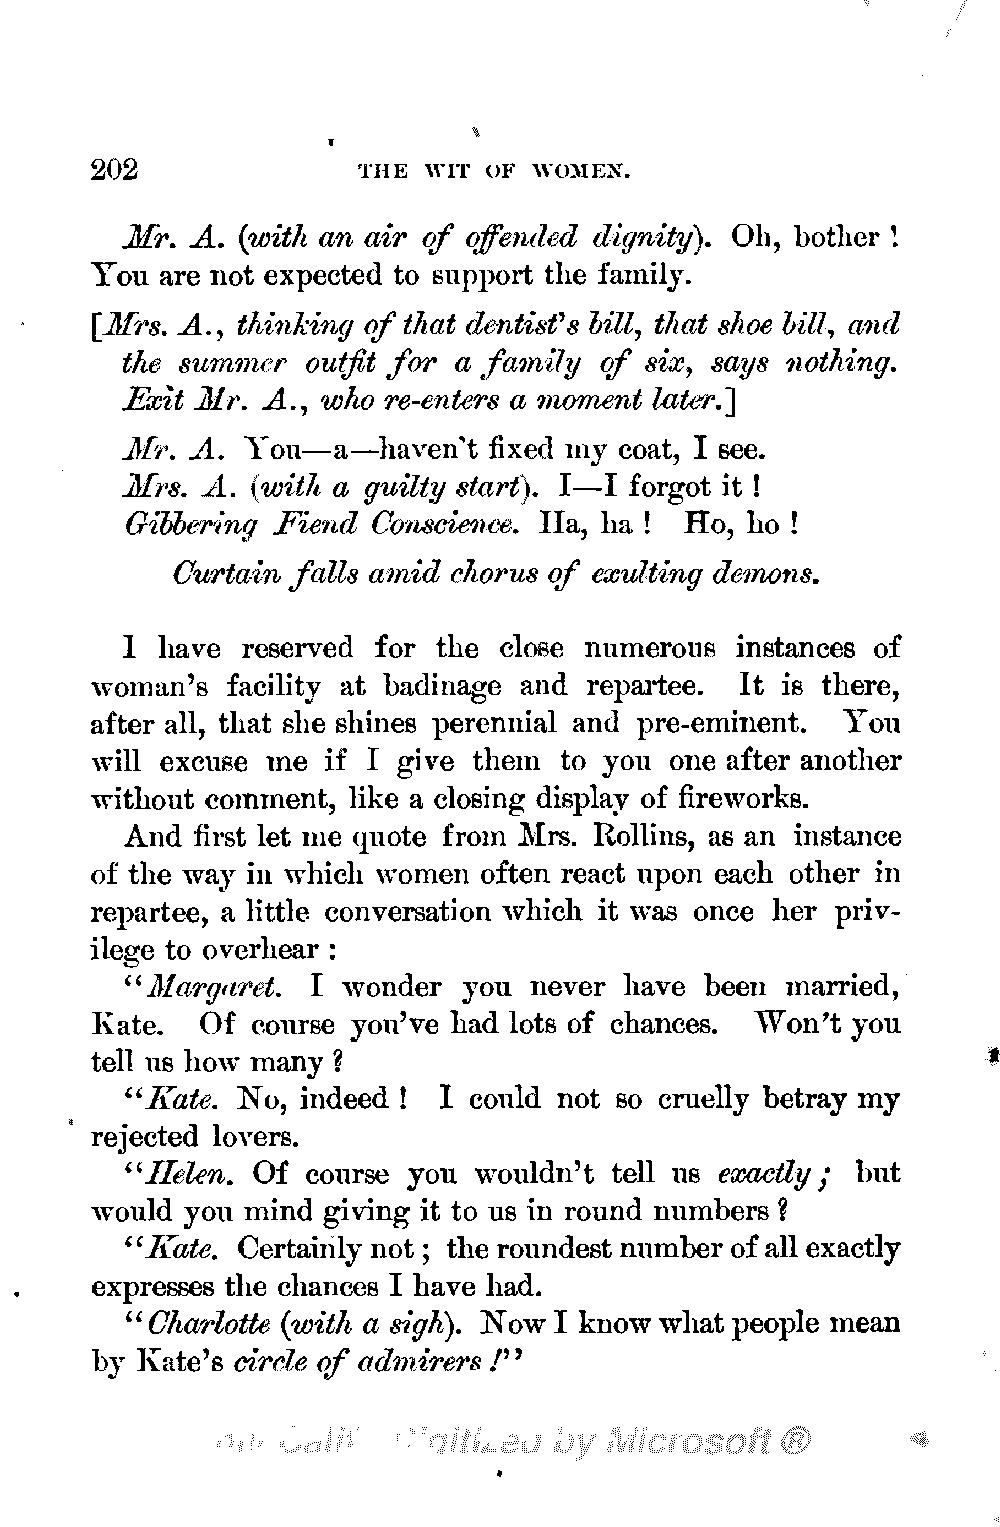 202 THE WIT OF WOMEN.
Mr. A. (with an air of offended dignity). Oh, bother !
You are not expected to support the family.
[Mrs. A., thinking of that dentist's bill, that shoe bill, and
the summer outfit for a family of six, says nothing.
Exit Mr. A., who re-enters a moment later.]
Mr. A. You—a—haven't fixed my coat, I see.
Mrs. A. (with a guilty start). I—I forgot it !
Gibbering Fiend Conscience. Ha, ha ! Ho, ho !
Curtain falls amid chorus of exulting demons.
I have reserved for the close numerous instances of
woman's facility at badinage and repartee. It is there,
after all, that she shines perennial and pre-eminent. You
will excuse me if I give them to you one after another
without comment, like a closing display of fireworks.
And first let me quote from Mrs. Rollins, as an instance
of the way in which women often react upon each other in
repartee, a little conversation which it was once her priv-
ilege to overhear :
"Margaret. I wonder you never have been married,
Kate. Of course you've had lots of chances. Won't you
tell us how many ?
"Kate. No, indeed ! I could not so cruelly betray my
rejected lovers.
"Helen. Of course you wouldn't tell us exactly ; but
would you mind giving it to us in round numbers ?
"Kate. Certainly not ; the roundest number of all exactly
expresses the chances I have had.
"Charlotte (with a sigh). Now I know what people mean
by Kate's circle of admirers !"
by Microsoft ®